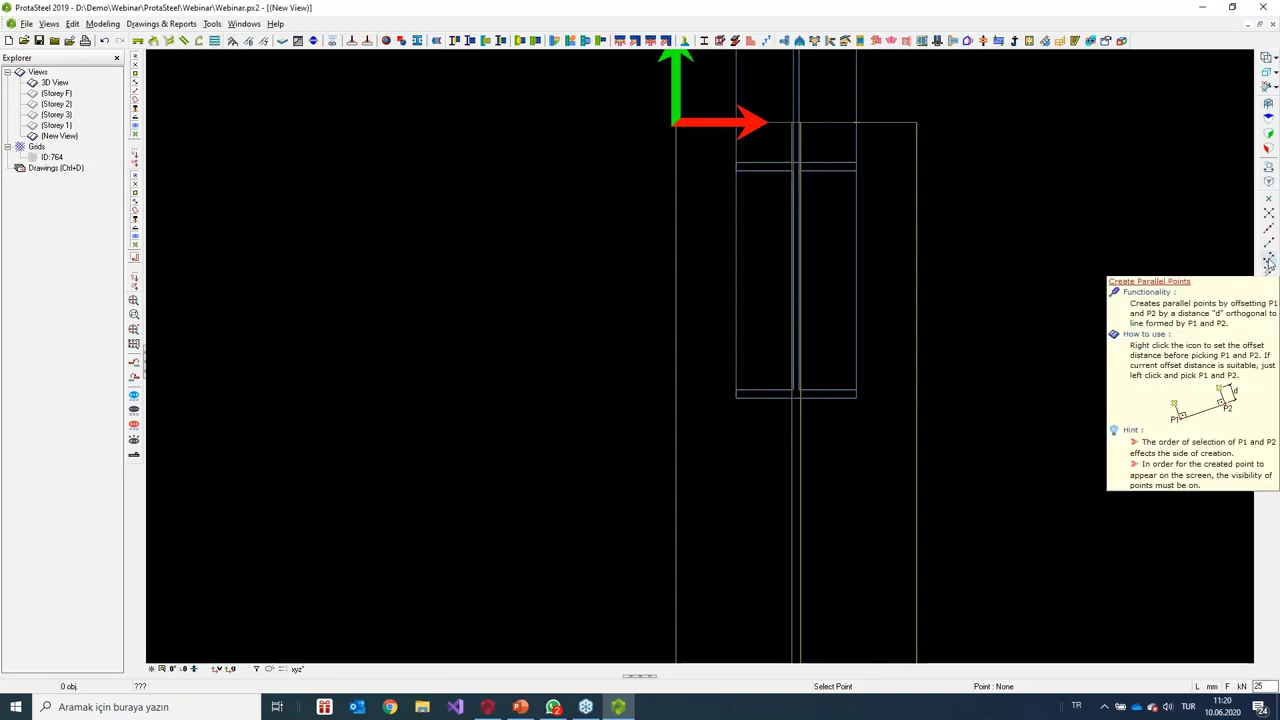 ProtaSteel 2019 - D:\Demo\Webinar\ProtaSteel\Webinar\Webinar.px2 - [(New View)]
File Views Edit Modeling Drawings & Reports Tools Windows Help
Explorer
Views
3D View
(Storey F)
(Storey 2)
(Storey 3)
(Storey 1)
(New View)
Grids
ID:764
Drawings (Ctrl+D)
Create Parallel Points
Functionality :
Creates parallel points by offsetting P1
and P2 by a distance "d" orthogonal to
line formed by P1 and P2.
How to use :
Right click the icon to set the offset
distance before picking P1 and P2. If
current offset distance is suitable, just
left click and pick P1 and P2.
d
P2
P1
Hint :
The order of selection of P1 and P2
effects the side of creation.
In order for the created point to
appear on the screen, the visibility of
points must be on.
xyz
0 obj. ??? Select Point Point : None L mm F kN 25
Aramak için buraya yazın
TR 11:20 TUR
10.06.2020
24